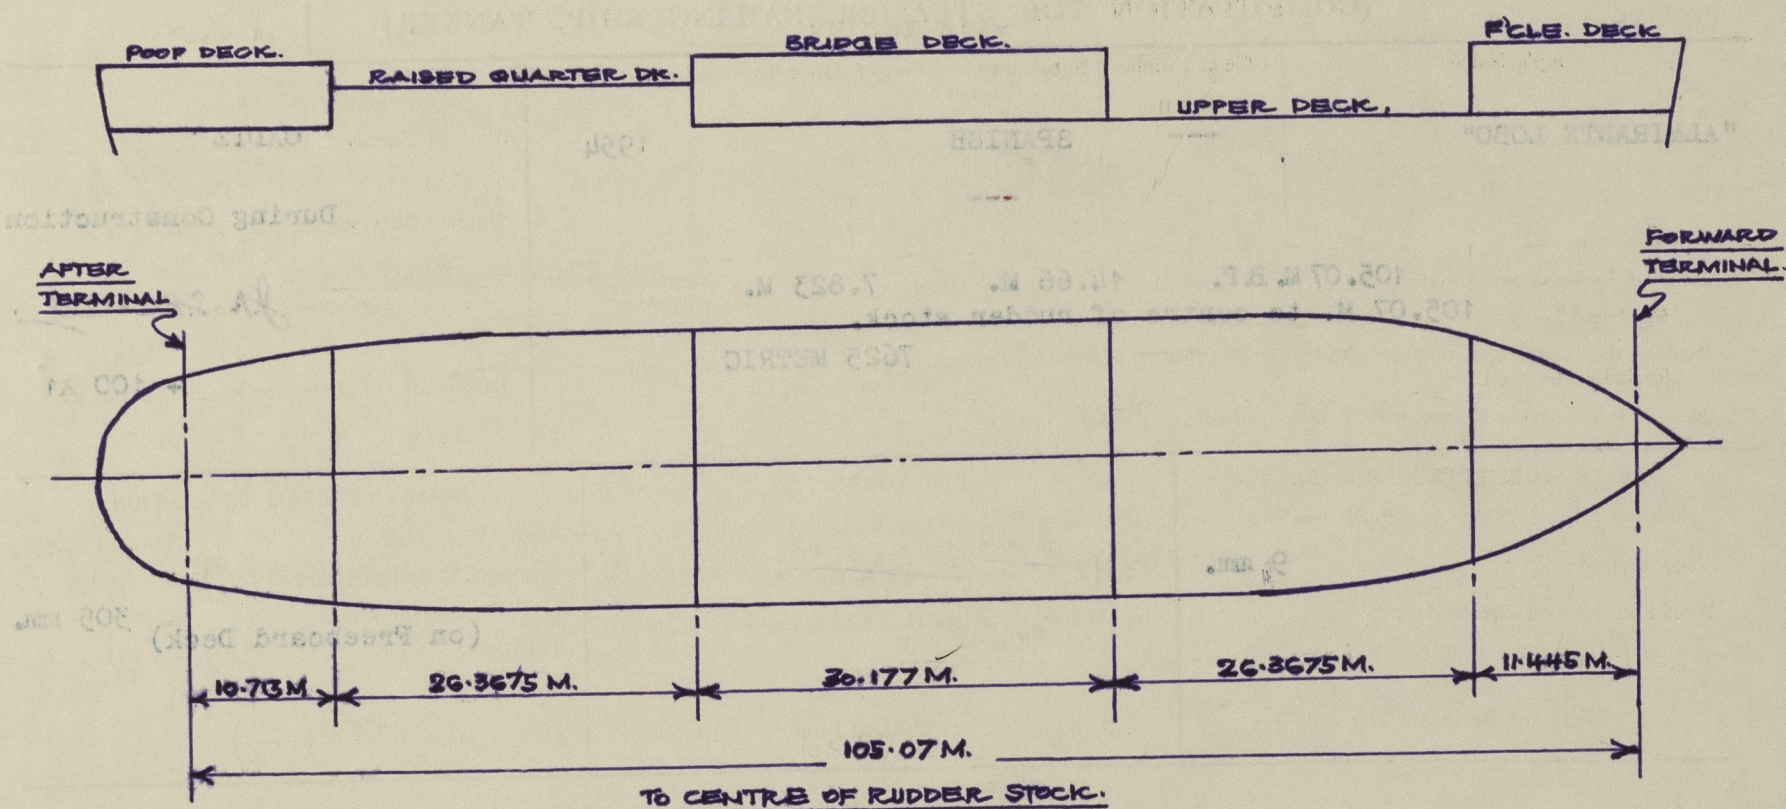 POOP DECK.
RAISED QUARTER DK.
BRIDGE DECK.
UPPER DECK,
F'CLE. DECK
AFTER
TERMINAL
FORWARD
TERMINAL.
10.713M
26.3675 M.
30.177 M.
26.3675 M.
11.445 M.
105.07 M.
TO CENTRE OF RUDDER STOCK.